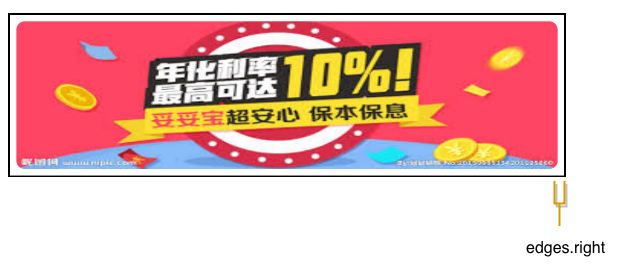 年化利率
最高可达
10%!
妥妥宝超安心 保本保息
昵图网 www.nipic.com
edges.right